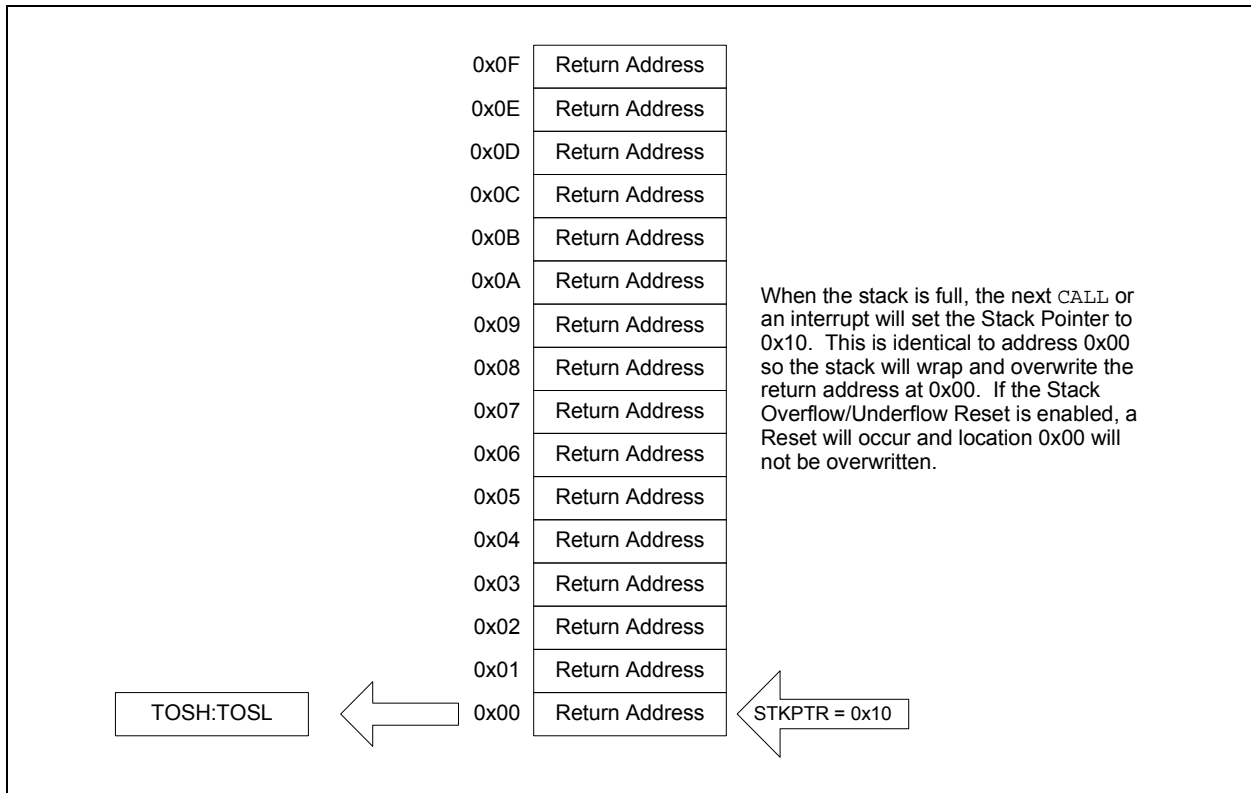 0x0F Return Address
0x0E Return Address
0x0D Return Address
0x0C Return Address
0x0B Return Address
0x0A Return Address
When the stack is full, the next CALL or
0x09 Return Address
an interrupt will set the Stack Pointer to
0x10. This is identical to address 0x00
0x08 Return Address
so the stack will wrap and overwrite the
return address at 0x00. If the Stack
0x07 Return Address
Overflow/Underflow Reset is enabled, a
Reset will occur and location 0x00 will
0x06 Return Address
not be overwritten.
0x05 Return Address
0x04 Return Address
0x03 Return Address
0x02 Return Address
0x01 Return Address
TOSH:TOSL 0x00 Return Address STKPTR = 0x10